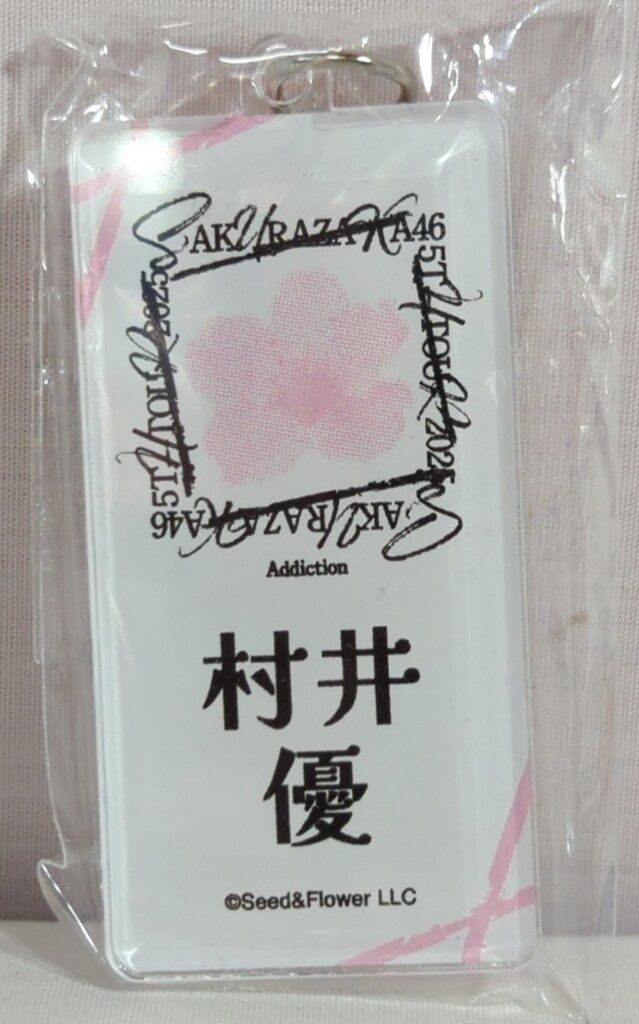 SAKURAZAKA46
5TH TOUR 2025
SAKURAZAKA46
5TH TOUR 2025
Addiction
村井
優
©Seed&Flower LLC